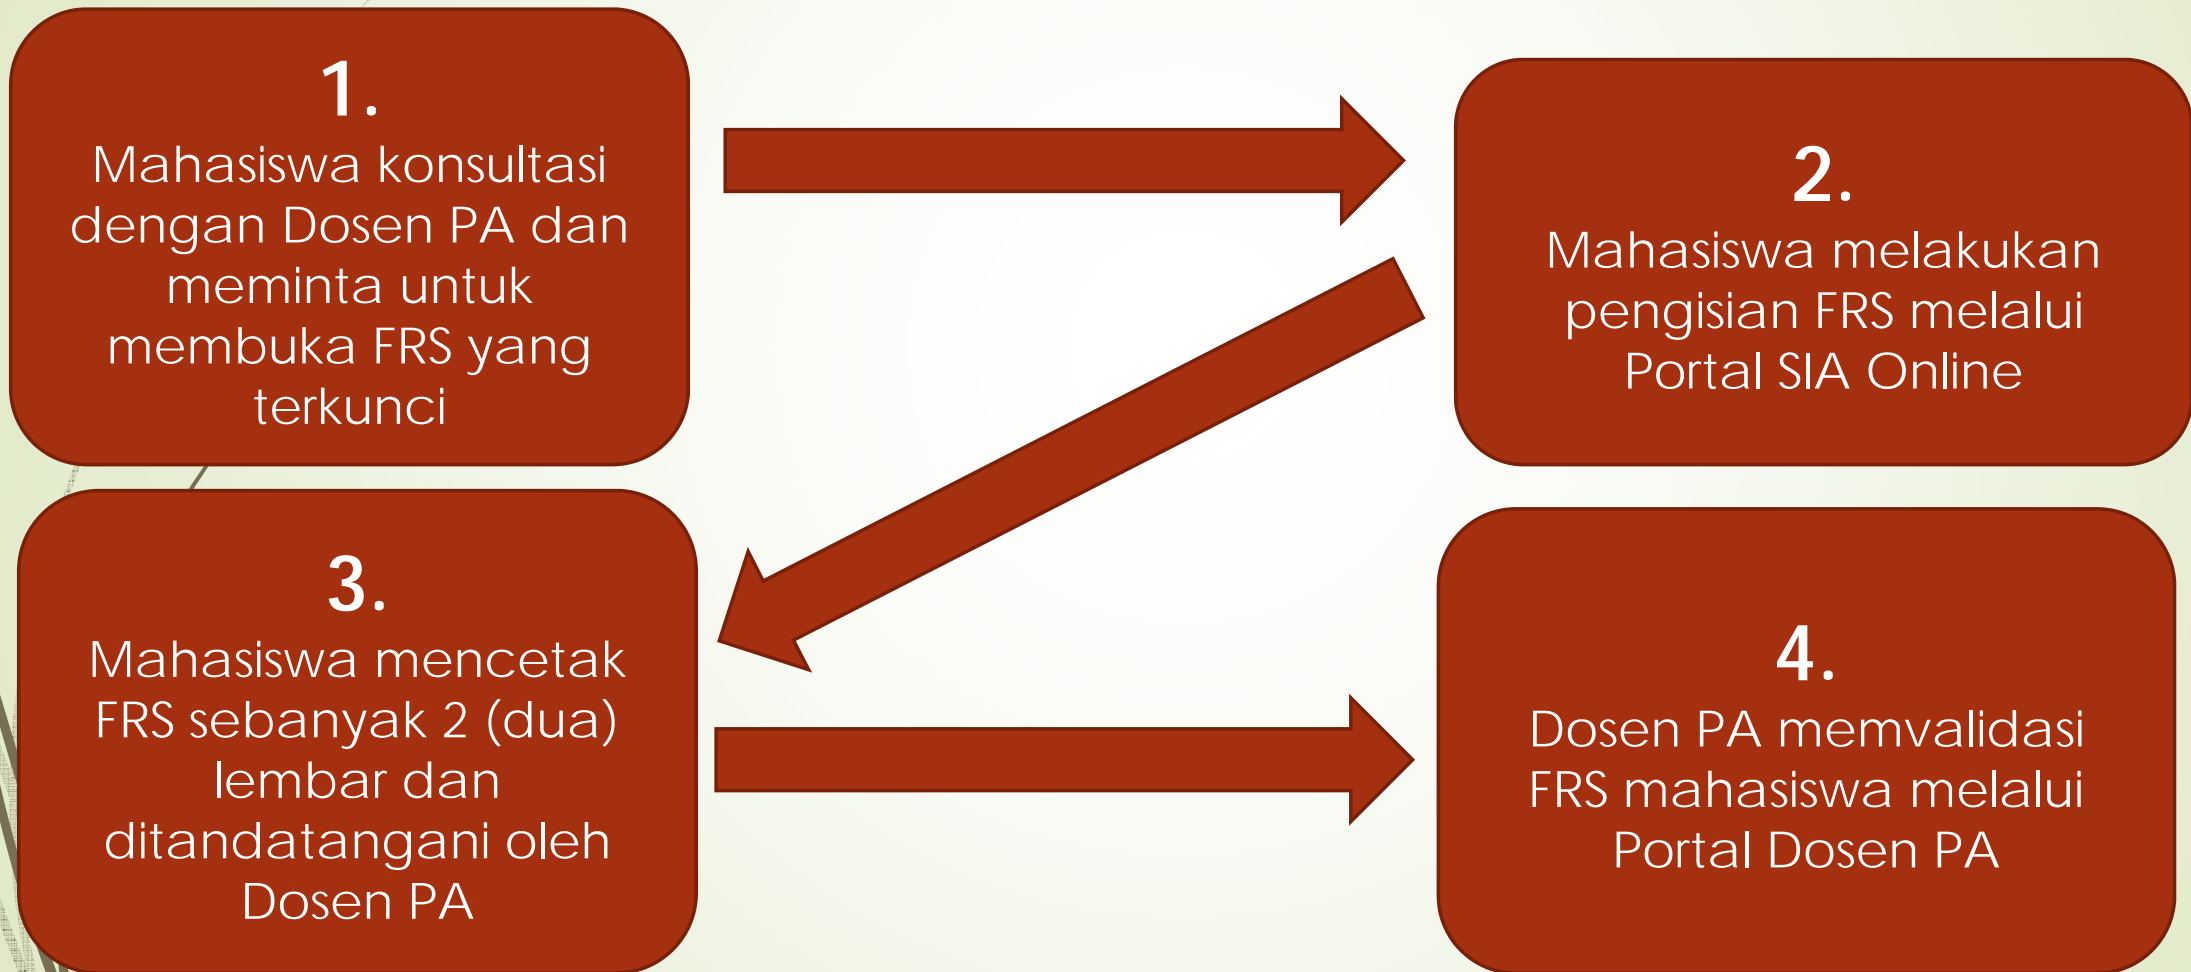 1.
Mahasiswa konsultasi
dengan Dosen PA dan
meminta untuk
membuka FRS yang
terkunci
2.
Mahasiswa melakukan
pengisian FRS melalui
Portal SIA Online
3.
Mahasiswa mencetak
FRS sebanyak 2 (dua)
lembar dan
ditandatangani oleh
Dosen PA
4.
Dosen PA memvalidasi
FRS mahasiswa melalui
Portal Dosen PA